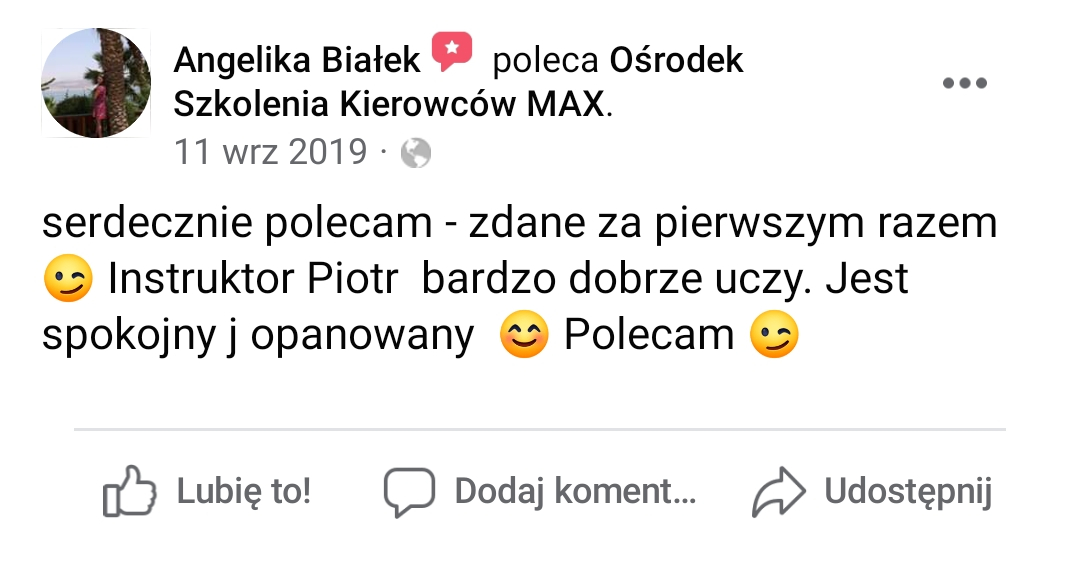 Angelika Białek poleca Ośrodek
Szkolenia Kierowców MAX.
11 wrz 2019 ·
serdecznie polecam - zdane za pierwszym razem
😉 Instruktor Piotr bardzo dobrze uczy. Jest
spokojny j opanowany 😊 Polecam 😉
Lubię to! Dodaj koment... Udostępnij